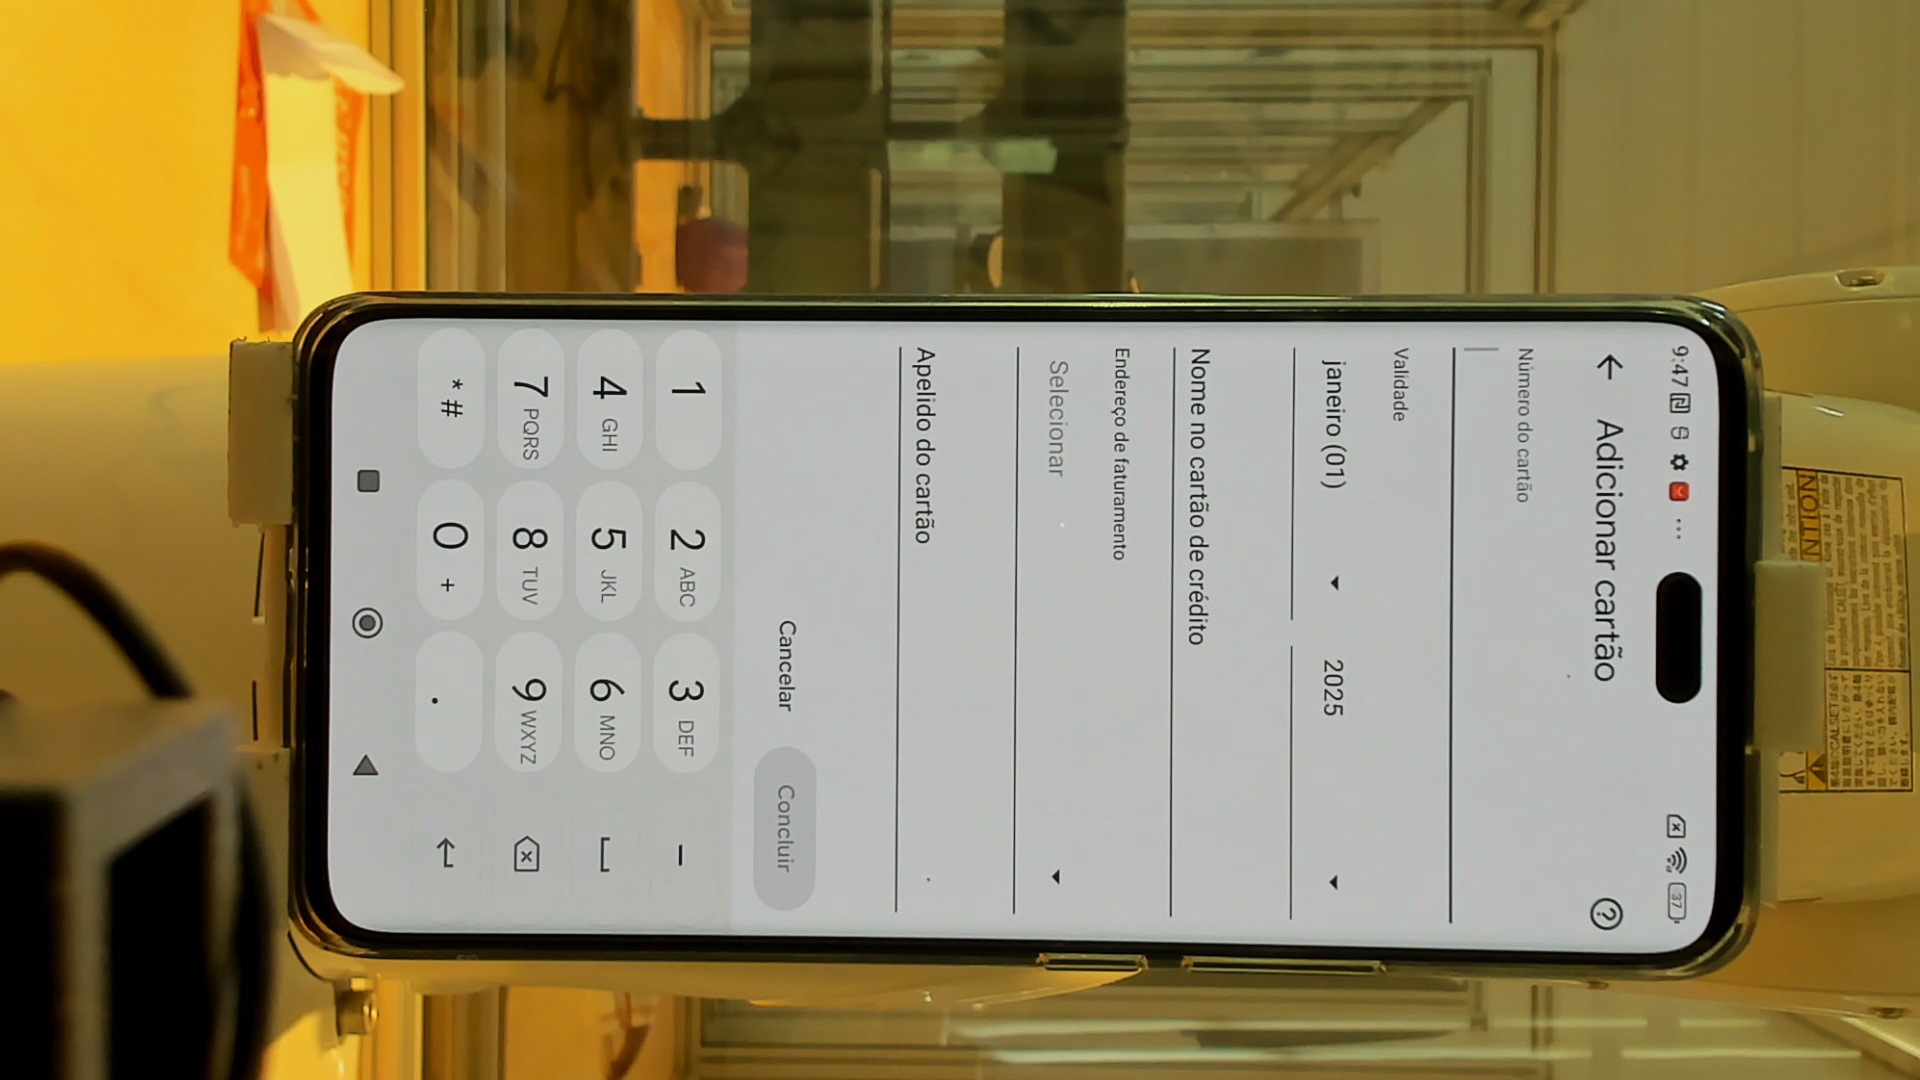 9:47
37
Adicionar cartão
Número do cartão
Validade
janeiro (01) 2025
Nome no cartão de crédito
Endereço de faturamento
Selecionar
Apelido do cartão
Cancelar Concluir
1 2 ABC 3 DEF -
4 GHI 5 JKL 6 MNO
7 PQRS 8 TUV 9 WXYZ
*# 0 + .